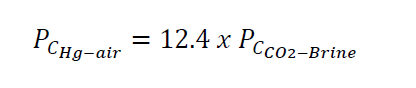 P_{C_{Hg-air}} = 12.4 x P_{C_{CO2-Brine}}